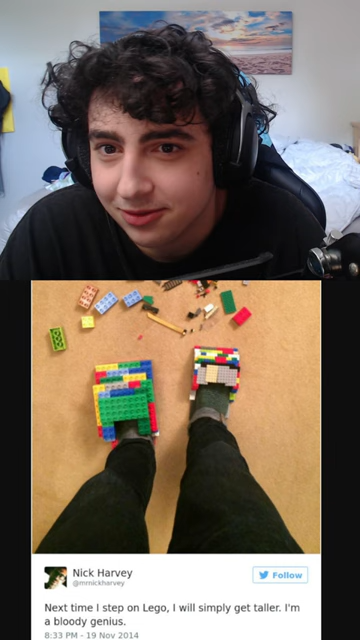 Nick Harvey
@mrnickharvey
Follow
Next time I step on Lego, I will simply get taller. I'm
a bloody genius.
8:33 PM - 19 Nov 2014